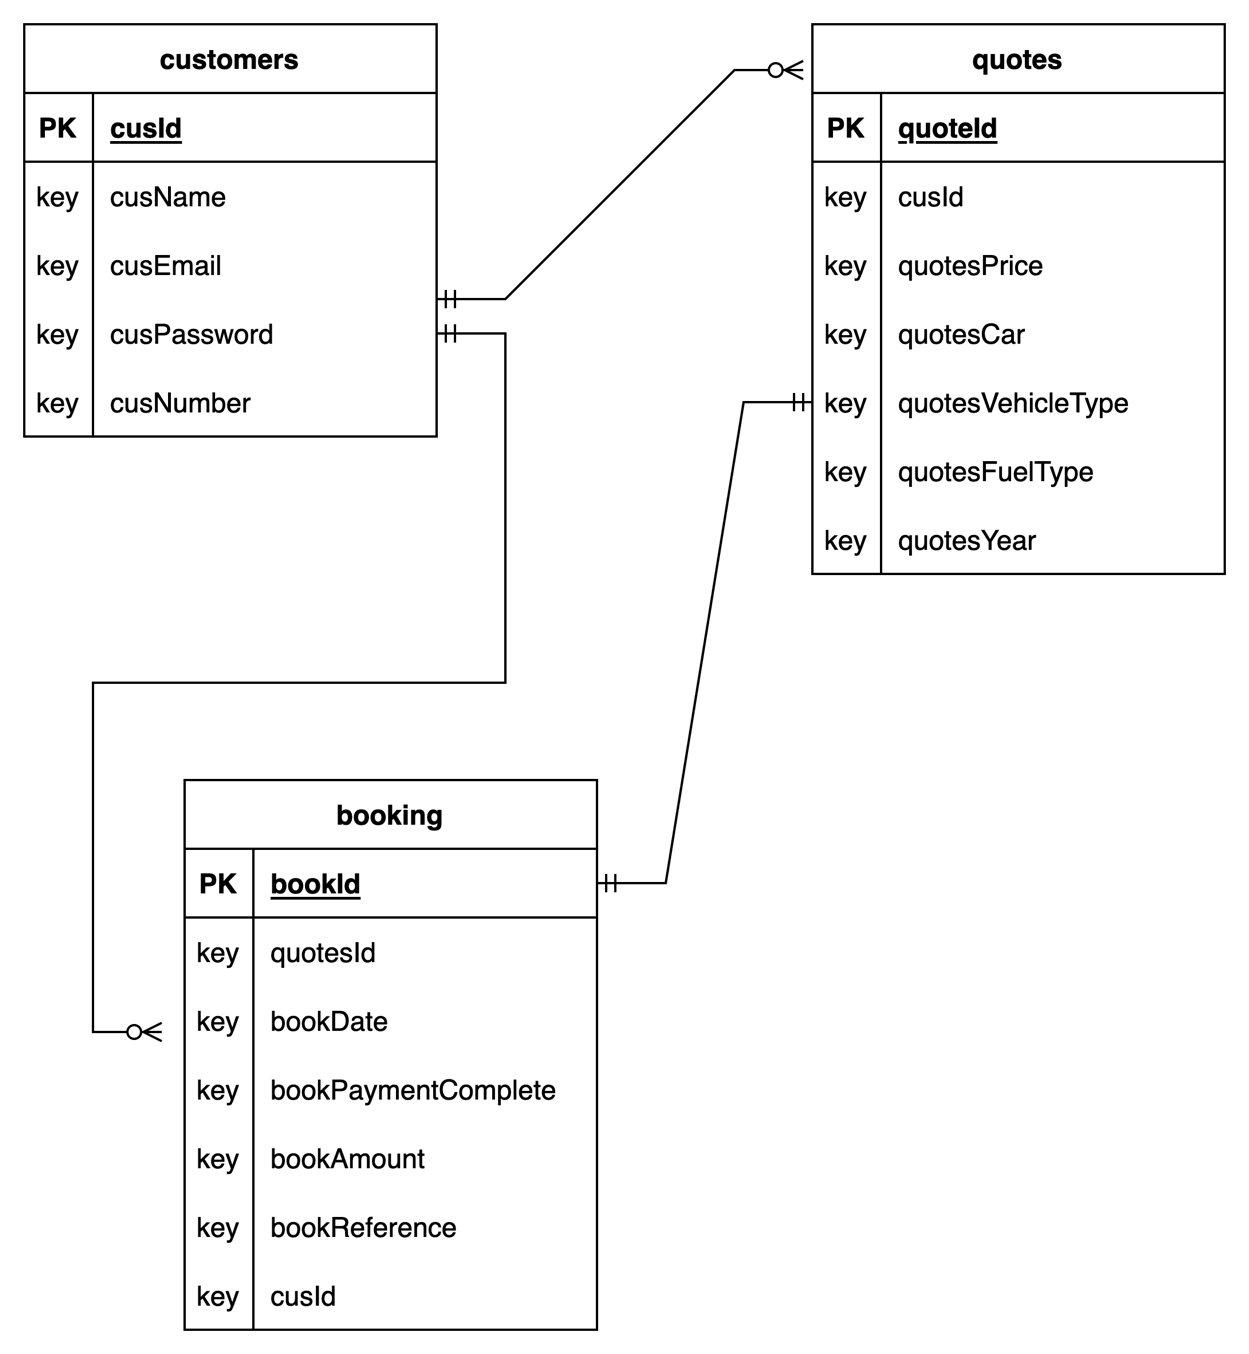 customers
PK cusId
key cusName
key cusEmail
key cusPassword
key cusNumber
quotes
PK quoteId
key cusId
key quotesPrice
key quotesCar
key quotesVehicleType
key quotesFuelType
key quotesYear
booking
PK bookId
key quotesId
key bookDate
key bookPaymentComplete
key bookAmount
key bookReference
key cusId